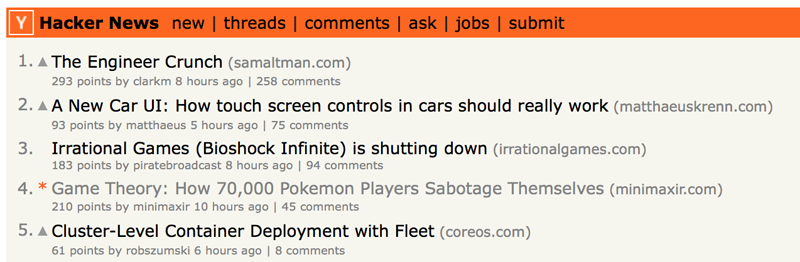 Y Hacker News new | threads | comments | ask | jobs | submit
1. ▲ The Engineer Crunch (samaltman.com)
293 points by clarkm 8 hours ago | 258 comments
2. ▲ A New Car UI: How touch screen controls in cars should really work (matthaeuskrenn.com)
93 points by matthaeus 5 hours ago | 75 comments
3. Irrational Games (Bioshock Infinite) is shutting down (irrationalgames.com)
183 points by piratebroadcast 8 hours ago | 94 comments
4. * Game Theory: How 70,000 Pokemon Players Sabotage Themselves (minimaxir.com)
210 points by minimaxir 10 hours ago | 45 comments
5. ▲ Cluster-Level Container Deployment with Fleet (coreos.com)
61 points by robszumski 6 hours ago | 8 comments